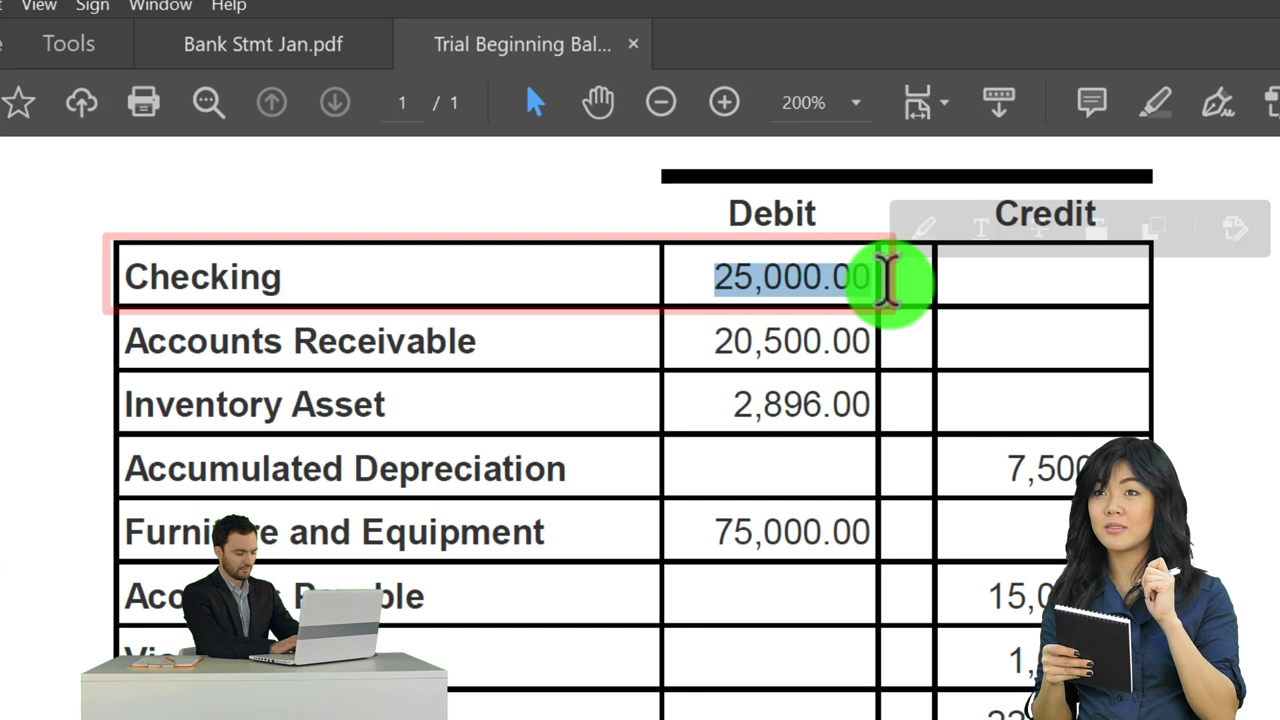 View Sign Window Help
Tools Bank Stmt Jan.pdf Trial Beginning Bal... ×
1 / 1 200%
Debit Credit
Checking 25,000.00
Accounts Receivable 20,500.00
Inventory Asset 2,896.00
Accumulated Depreciation
Furniture and Equipment 75,000.00